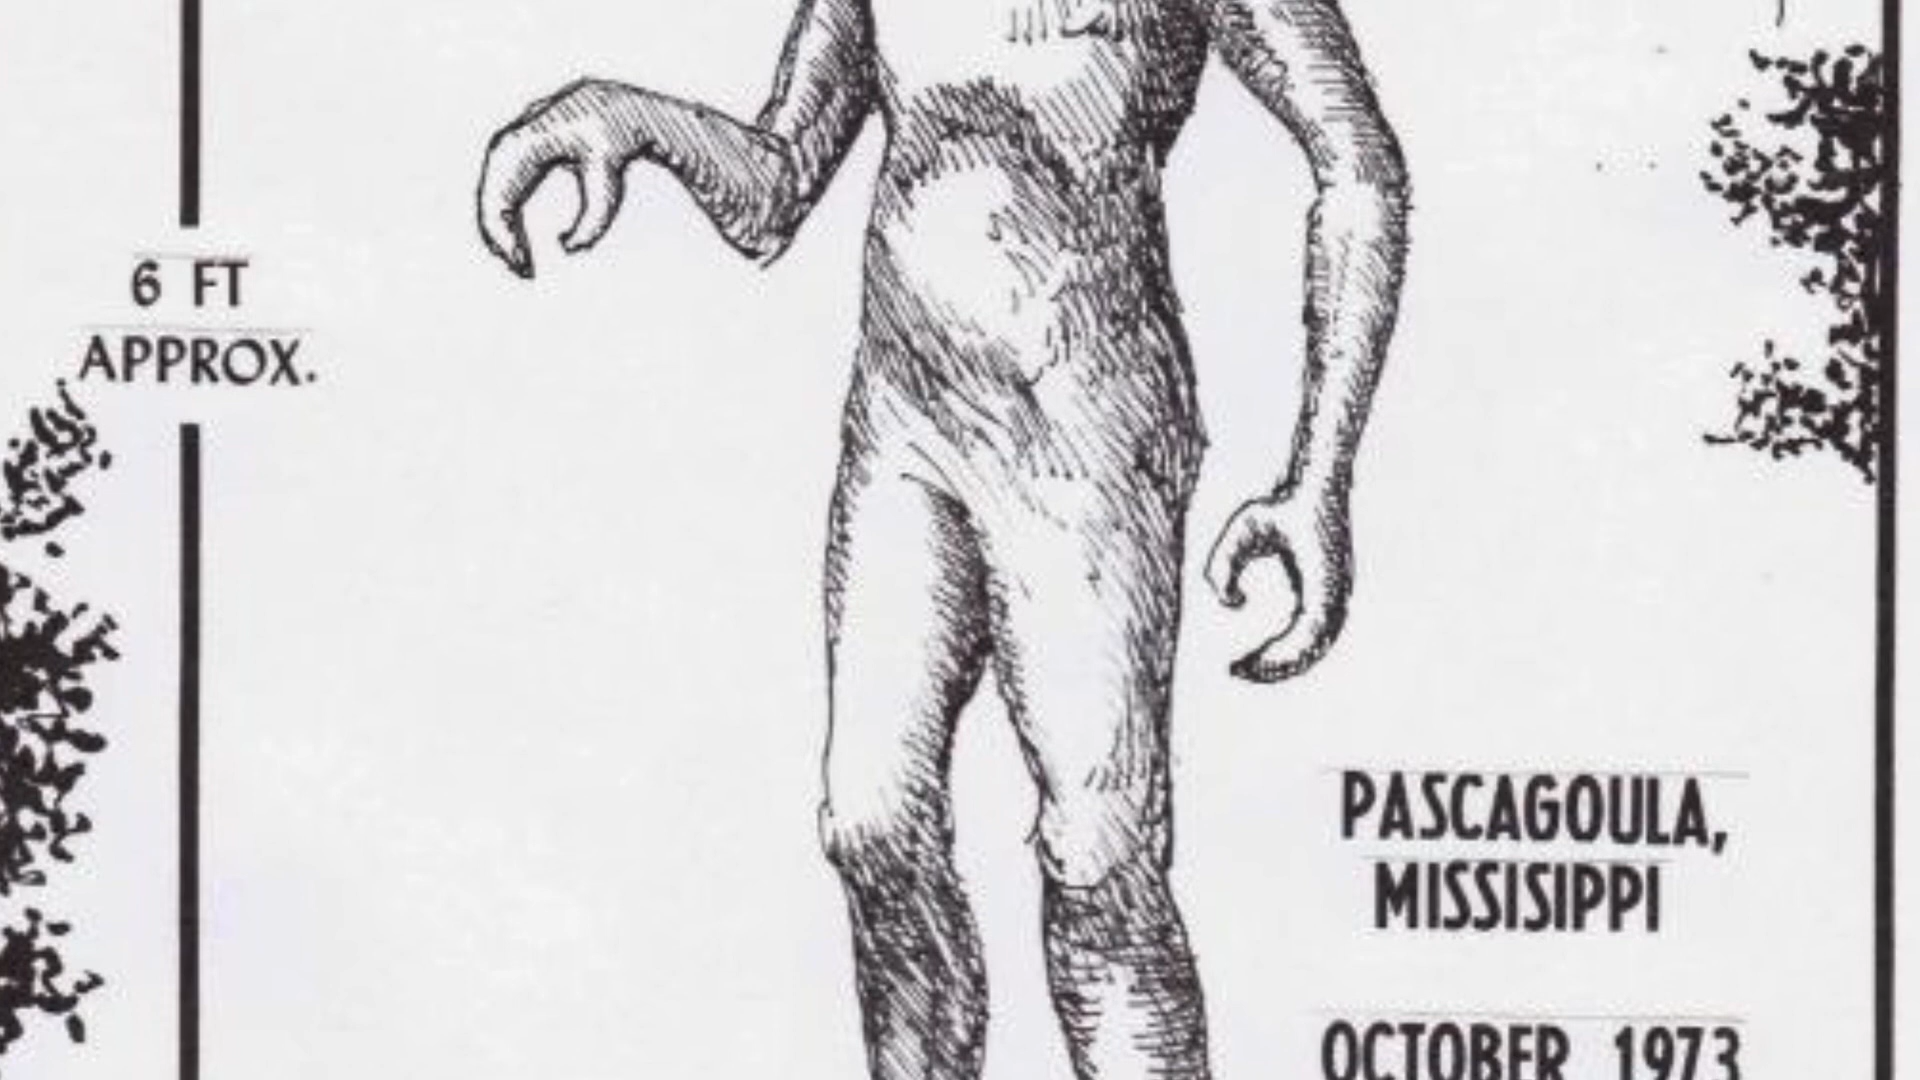 6 FT
APPROX.
PASCAGOULA,
MISSISIPPI
OCTOBER 1973